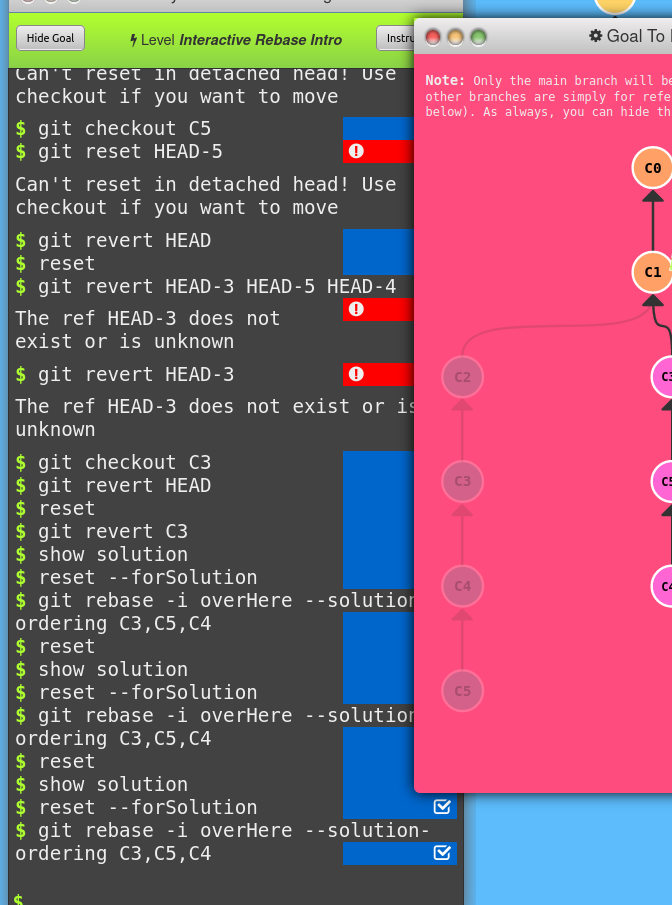 Hide Goal
Level Interactive Rebase Intro
Can't reset in detached head! Use
checkout if you want to move
$ git checkout C5
$ git reset HEAD-5
Can't reset in detached head! Use
checkout if you want to move
$ git revert HEAD
$ reset
$ git revert HEAD-3 HEAD-5 HEAD-4
The ref HEAD-3 does not
exist or is unknown
$ git revert HEAD-3
The ref HEAD-3 does not exist or is
unknown
$ git checkout C3
$ git revert HEAD
$ reset
$ git revert C3
$ show solution
$ reset --forSolution
$ git rebase -i overHere --solution
ordering C3,C5,C4
$ reset
$ show solution
$ reset --forSolution
$ git rebase -i overHere --solution
ordering C3,C5,C4
$ reset
$ show solution
$ reset --forSolution
$ git rebase -i overHere --solution-
ordering C3,C5,C4
$
Goal To
Note: Only the main branch will be
other branches are simply for refe
below). As always, you can hide th
C0
C1
C2
C3
C3
C5
C4
C4
C5